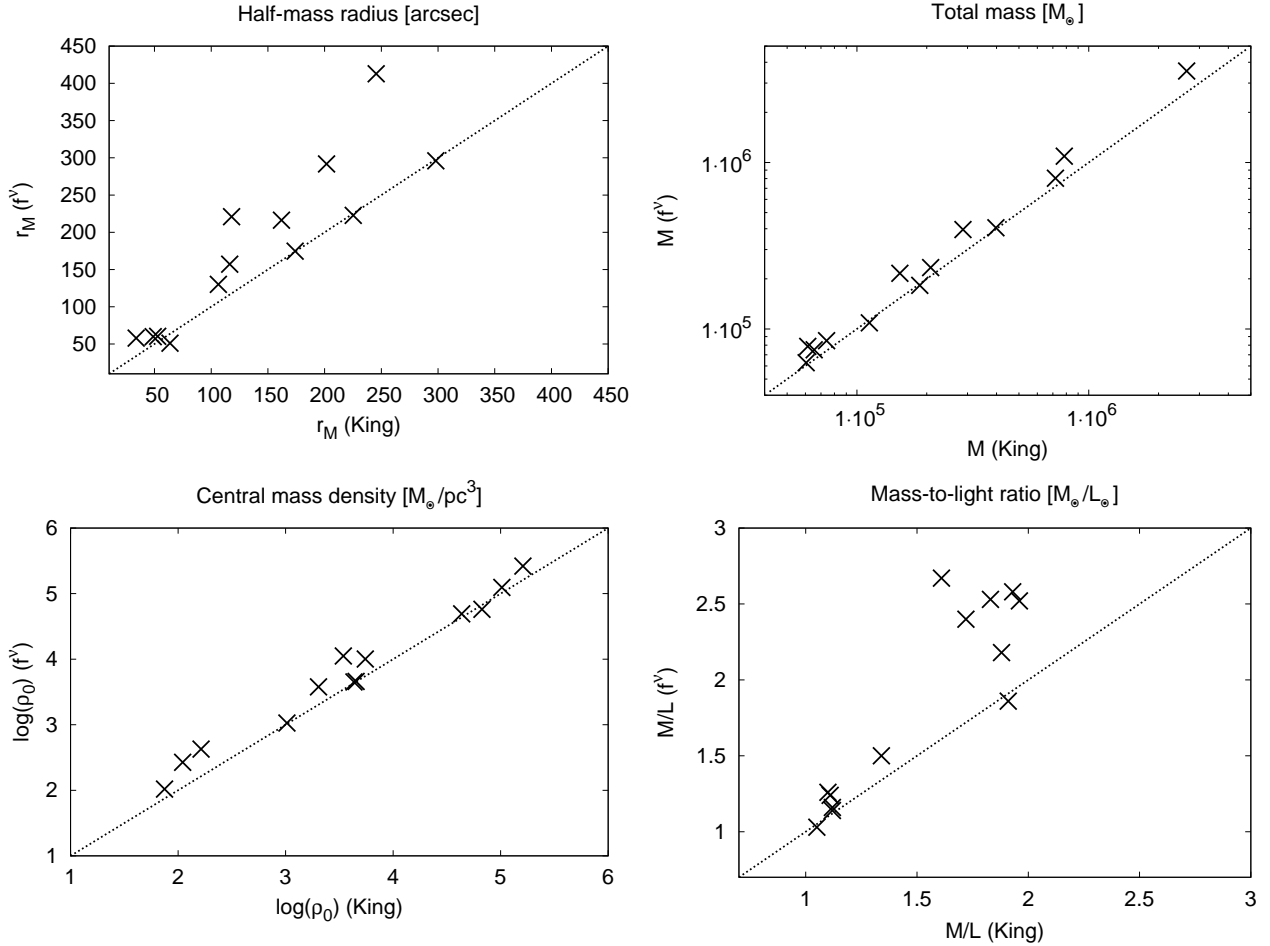 Half-mass radius [arcsec]
450
400
350
300
250
200
150
100
50
r_M (f^ν)
50 100 150 200 250 300 350 400 450
r_M (King)
Total mass [M_⊙]
1·10^6
1·10^5
M (f^ν)
1·10^5 1·10^6
M (King)
Central mass density [M_⊙/pc^3]
6
5
4
3
2
1
log(ρ_0) (f^ν)
1 2 3 4 5 6
log(ρ_0) (King)
Mass-to-light ratio [M_⊙/L_⊙]
3
2.5
2
1.5
1
M/L (f^ν)
1 1.5 2 2.5 3
M/L (King)